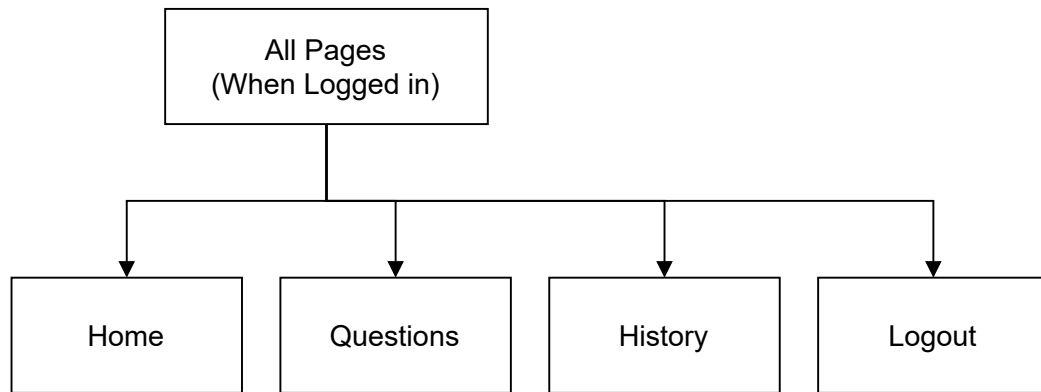 All Pages
(When Logged in)
Home
Questions
History
Logout